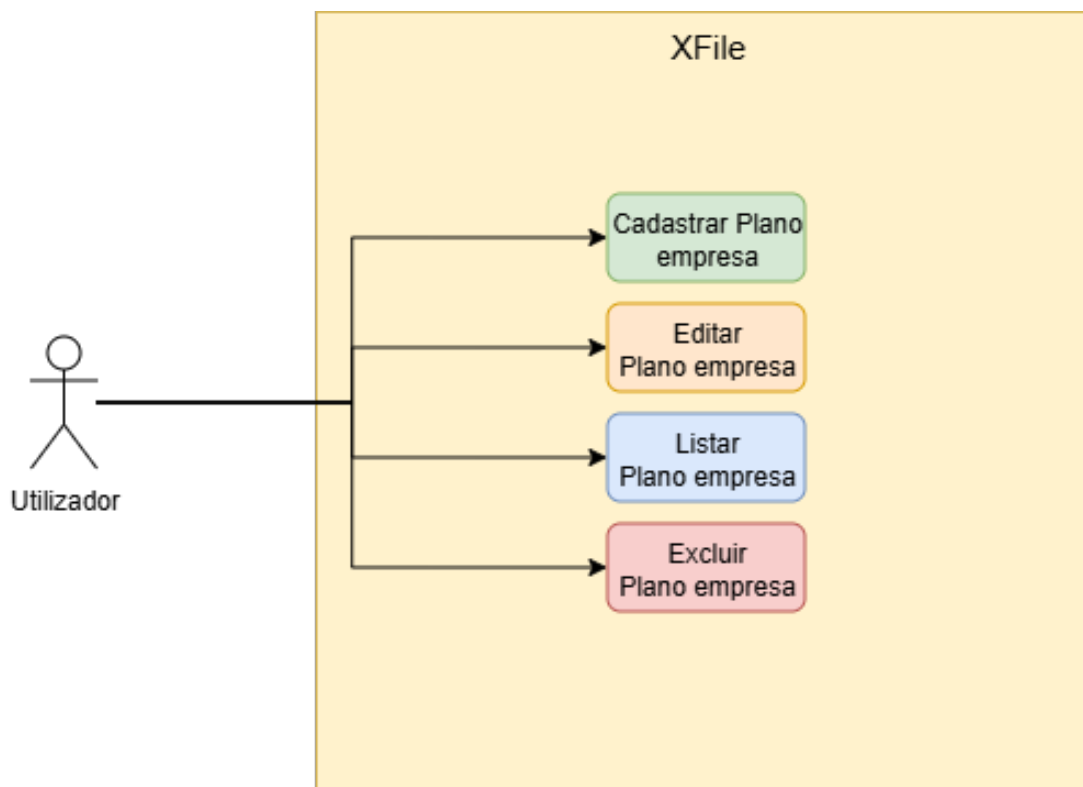 XFile
Cadastrar Plano
empresa
Editar
Plano empresa
Listar
Plano empresa
Excluir
Plano empresa
Utilizador